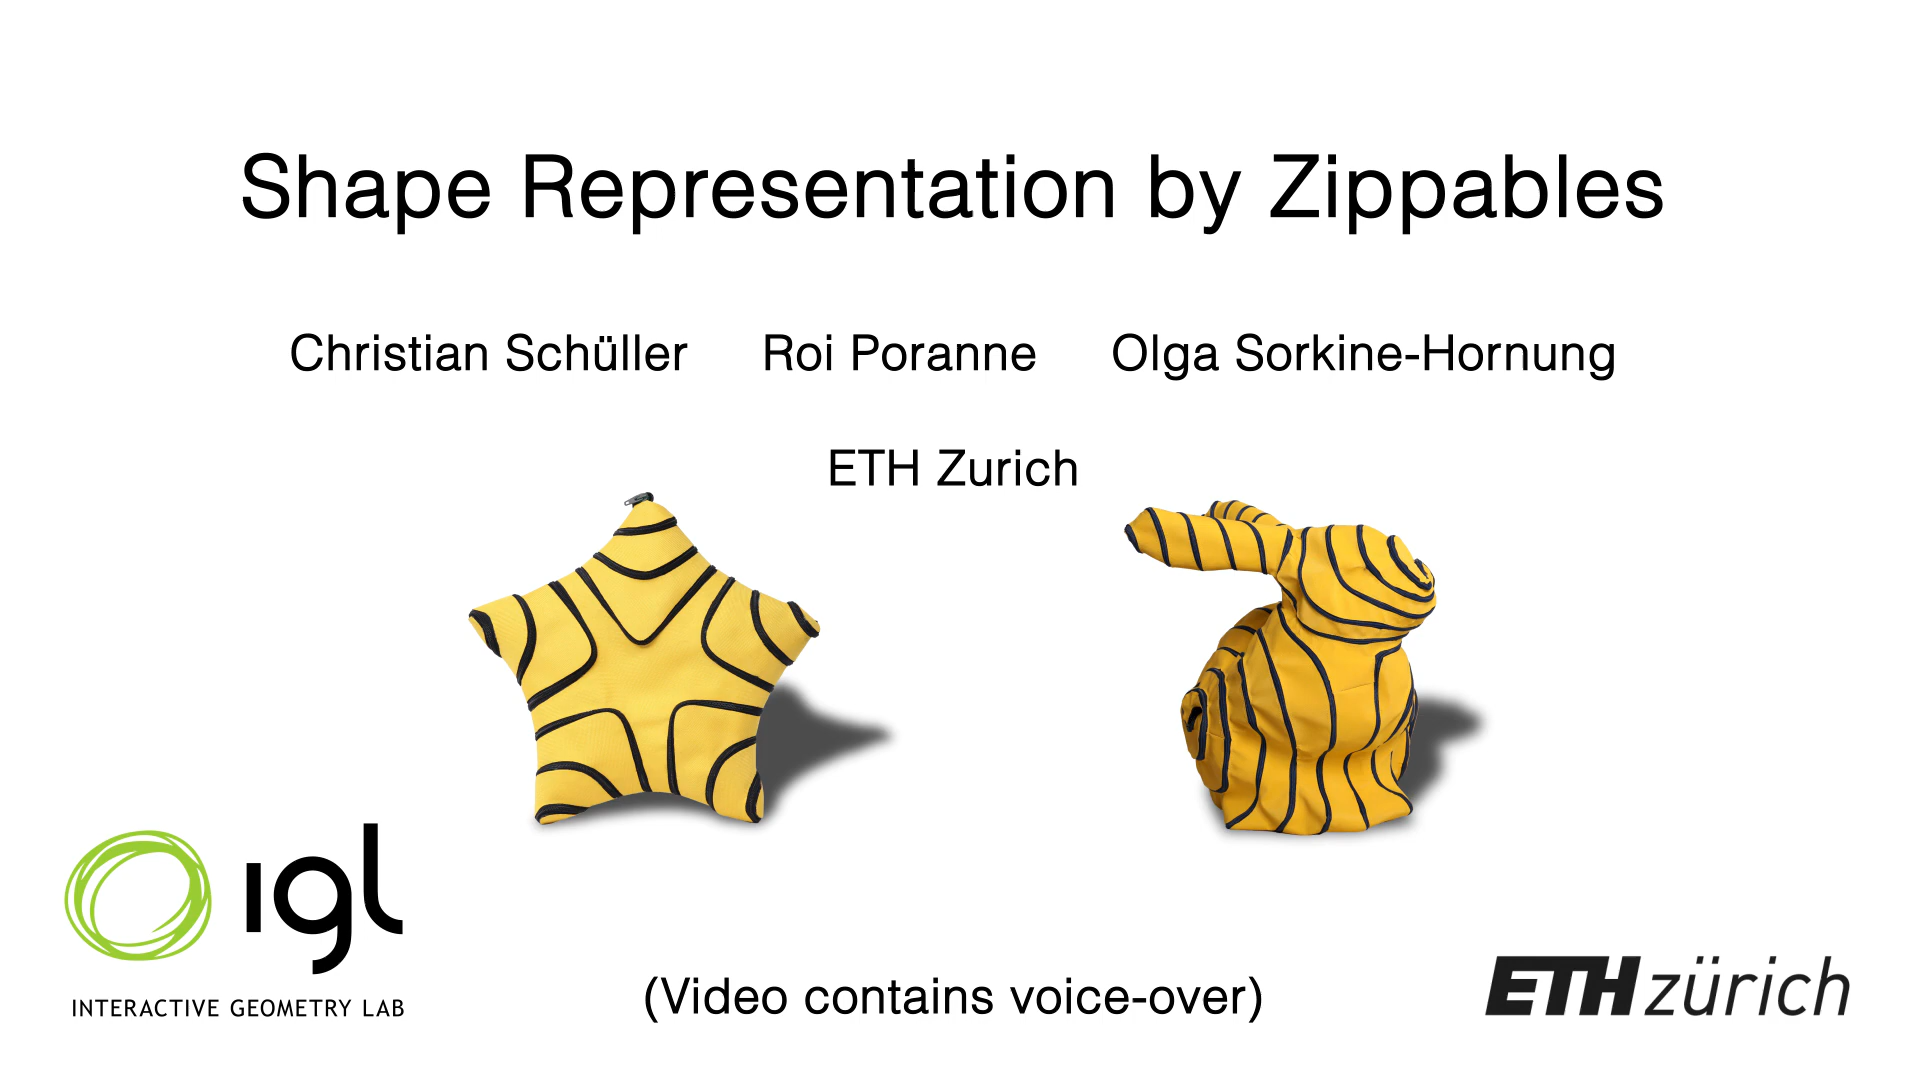 Shape Representation by Zippables
Christian Schüller Roi Poranne Olga Sorkine-Hornung
ETH Zurich
igl
INTERACTIVE GEOMETRY LAB
(Video contains voice-over)
ETH zürich